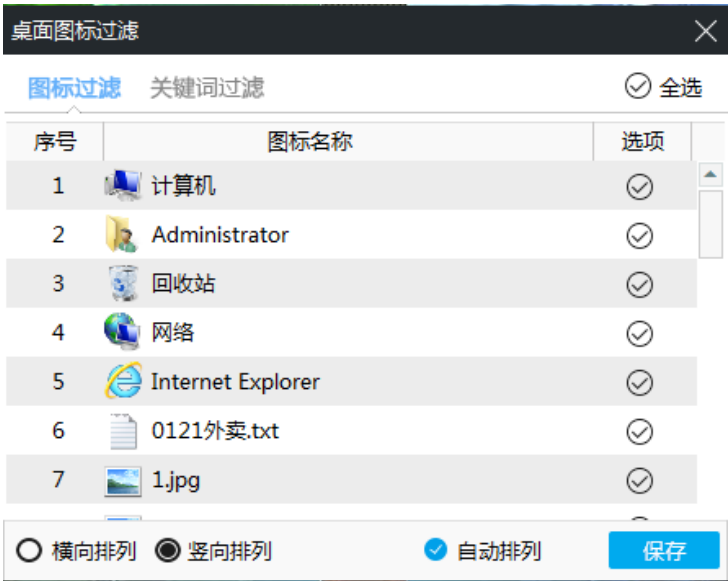 桌面图标过滤
图标过滤 关键词过滤 全选
序号 图标名称 选项
1 计算机
2 Administrator
3 回收站
4 网络
5 Internet Explorer
6 0121外卖.txt
7 1.jpg
横向排列 竖向排列 自动排列 保存